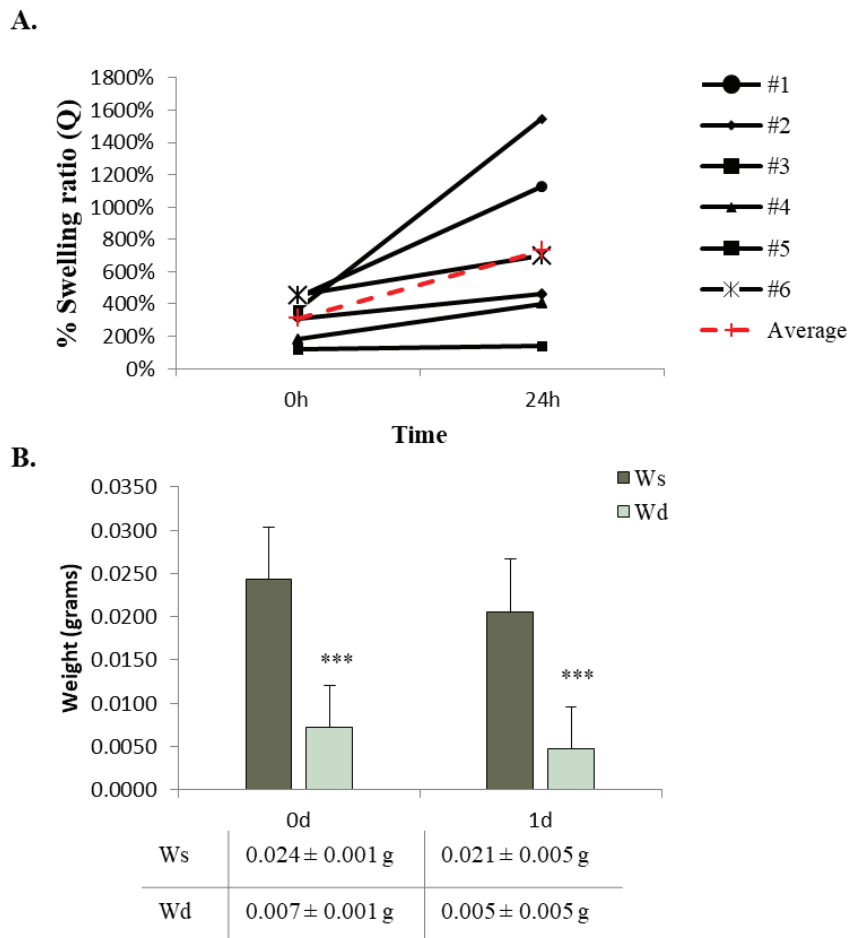 A.
1800%
1600%
1400%
1200%
1000%
800%
600%
400%
200%
0%
% Swelling ratio (Q)
0h
24h
Time
#1
#2
#3
#4
#5
#6
Average
B.
0.0350
0.0300
0.0250
0.0200
0.0150
0.0100
0.0050
0.0000
Weight (grams)
Ws
Wd
***
***
0d
1d
Ws 0.024 ± 0.001 g 0.021 ± 0.005 g
Wd 0.007 ± 0.001 g 0.005 ± 0.005 g